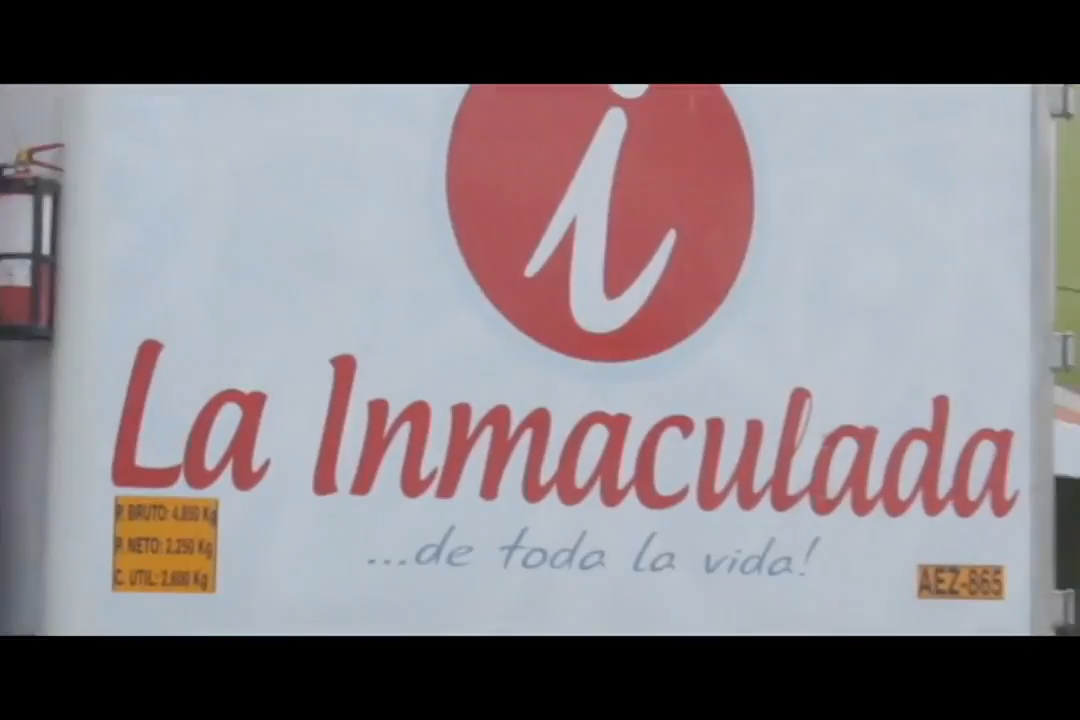 i
La Inmaculada
...de toda la vida!
P. BRUTO: 4.850 Kg
P. NETO: 2.250 Kg
C. UTIL: 2.600 Kg
AEZ-865